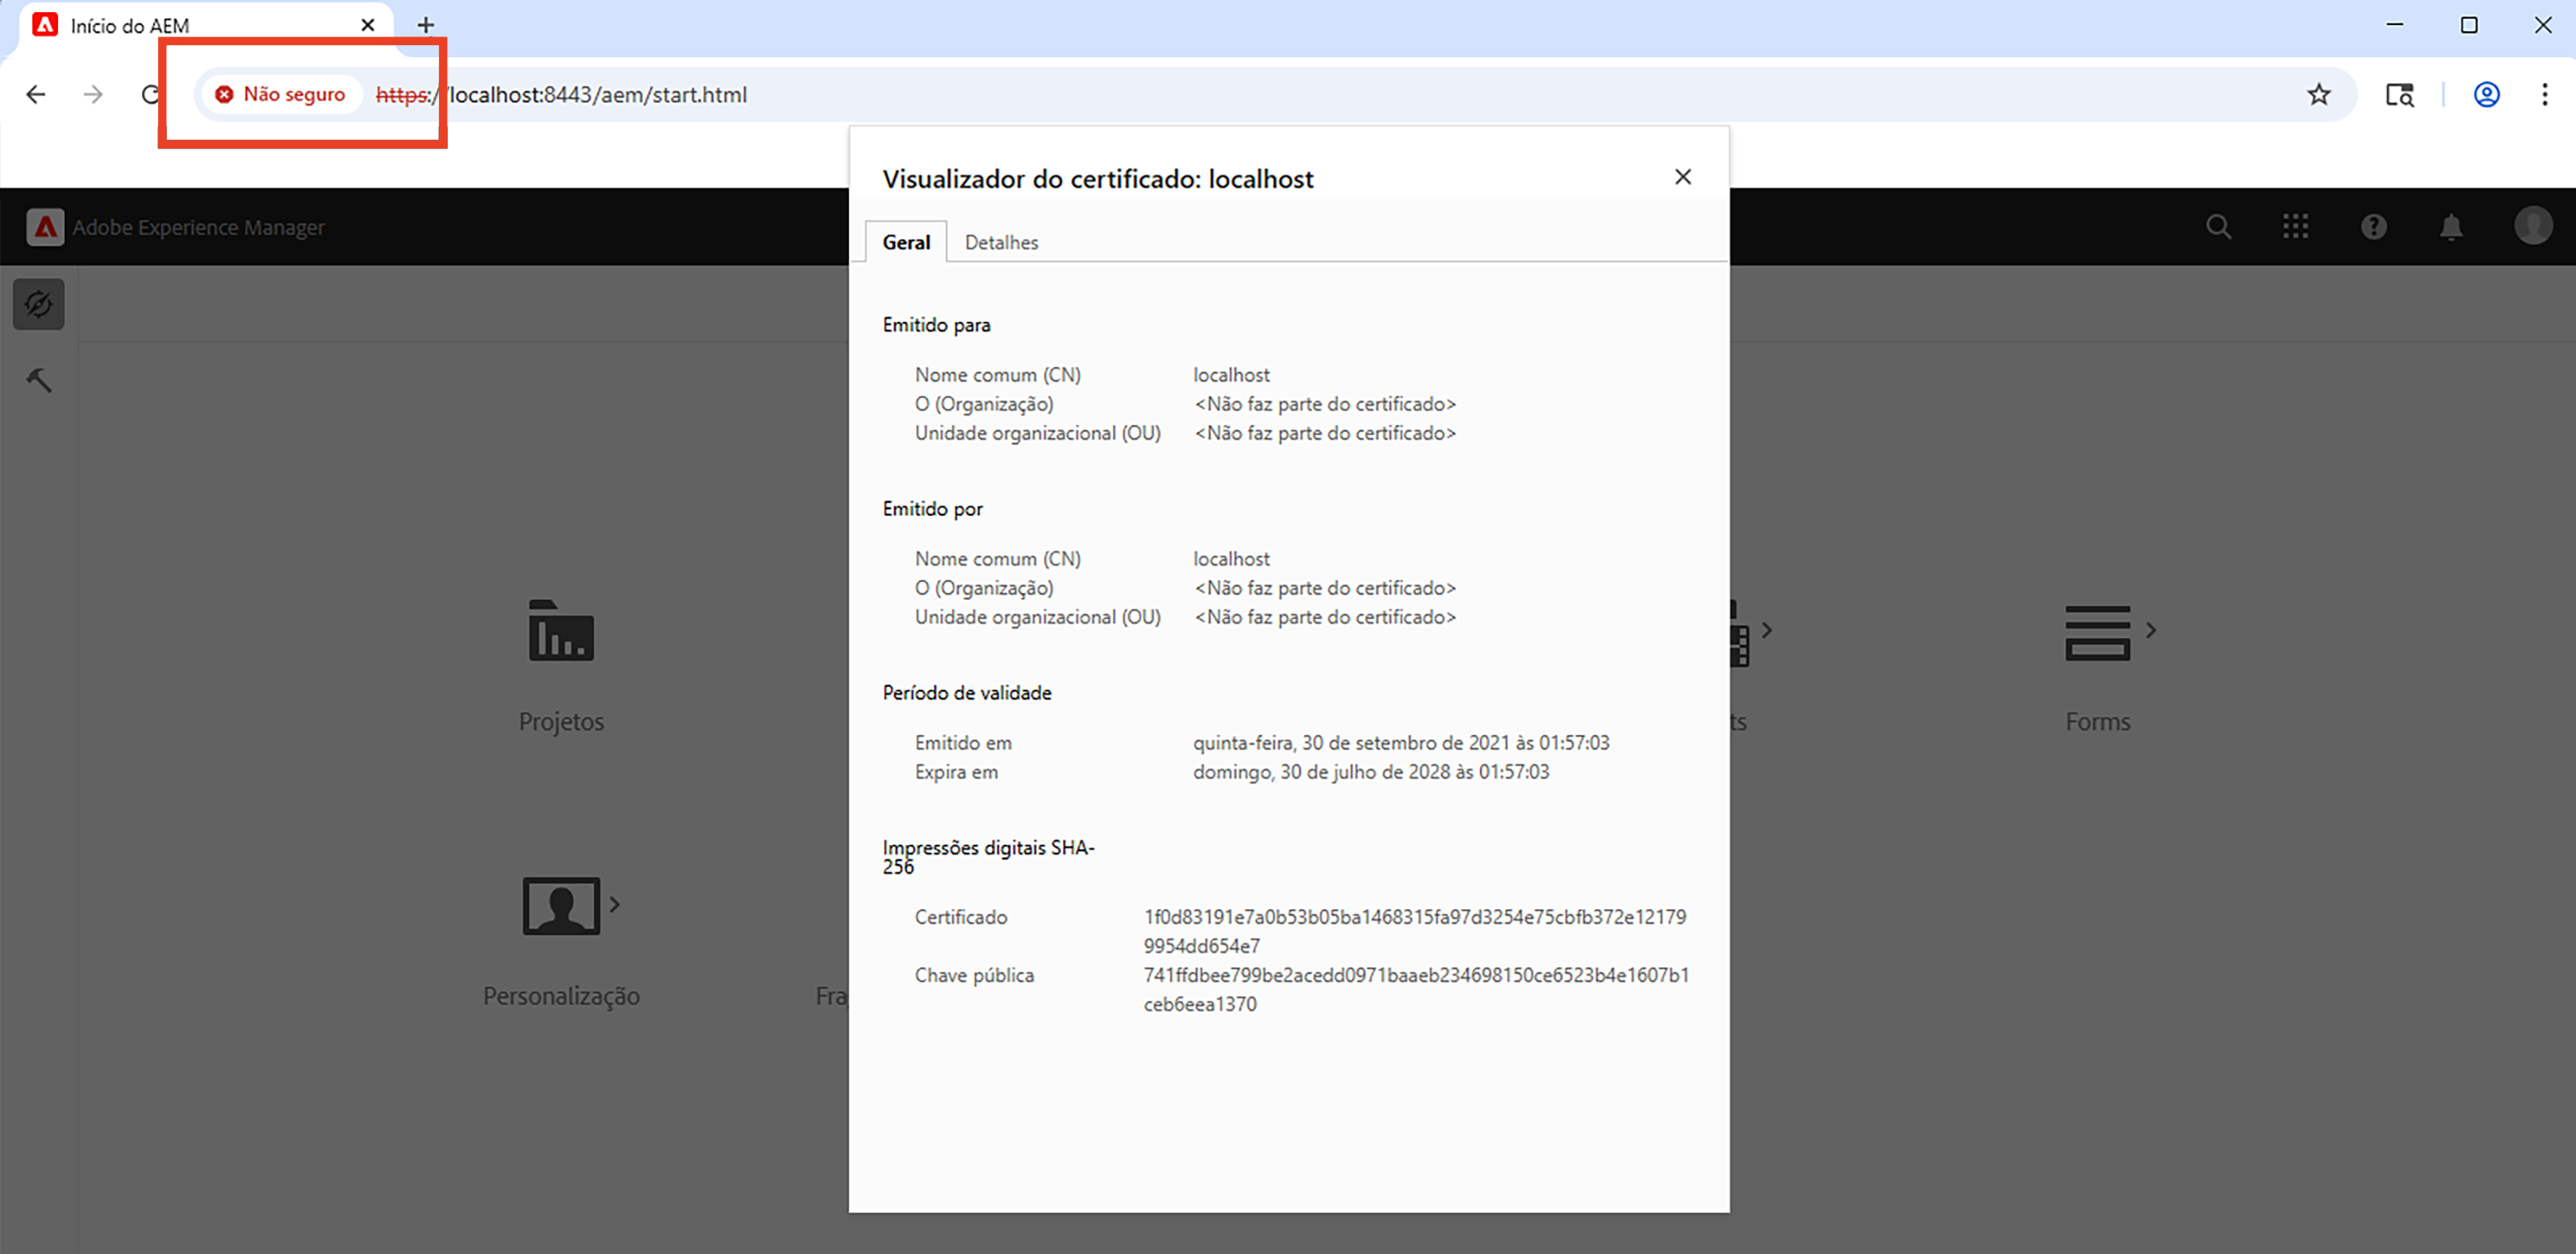 Início do AEM
Não seguro https://localhost:8443/aem/start.html
Visualizador do certificado: localhost
Adobe Experience Manager
Geral Detalhes
Emitido para
Nome comum (CN) localhost
O (Organização) <Não faz parte do certificado>
Unidade organizacional (OU) <Não faz parte do certificado>
Emitido por
Nome comum (CN) localhost
O (Organização) <Não faz parte do certificado>
Unidade organizacional (OU) <Não faz parte do certificado>
Período de validade
Emitido em quinta-feira, 30 de setembro de 2021 às 01:57:03
Expira em domingo, 30 de julho de 2028 às 01:57:03
Impressões digitais SHA-
256
Certificado 1f0d83191e7a0b53b05ba1468315fa97d3254e75cbfb372e12179
9954dd654e7
Chave pública 741ffdbee799be2acedd0971baaeb234698150ce6523b4e1607b1
ceb6eea1370
Projetos
ts
Forms
Personalização
Fra